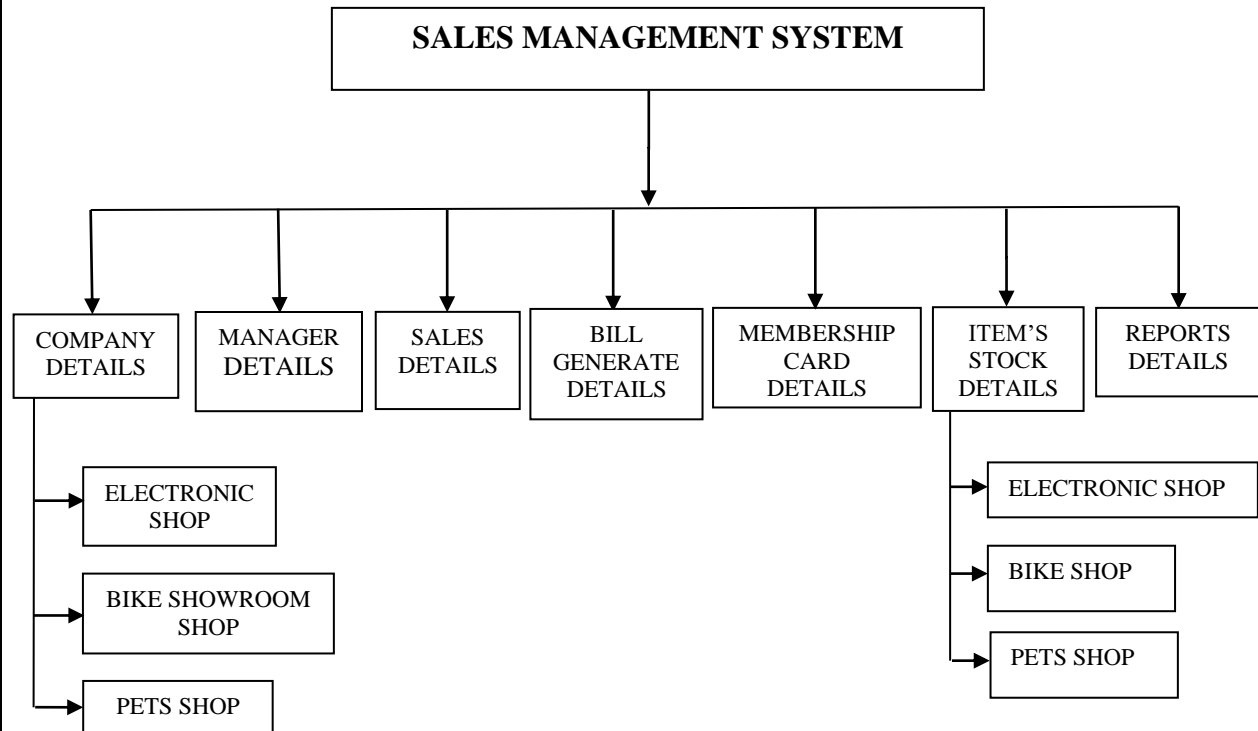 SALES MANAGEMENT SYSTEM
COMPANY
DETAILS
MANAGER
DETAILS
SALES
DETAILS
BILL
GENERATE
DETAILS
MEMBERSHIP
CARD
DETAILS
ITEM’S
STOCK
DETAILS
REPORTS
DETAILS
ELECTRONIC
SHOP
BIKE SHOWROOM
SHOP
PETS SHOP
ELECTRONIC SHOP
BIKE SHOP
PETS SHOP